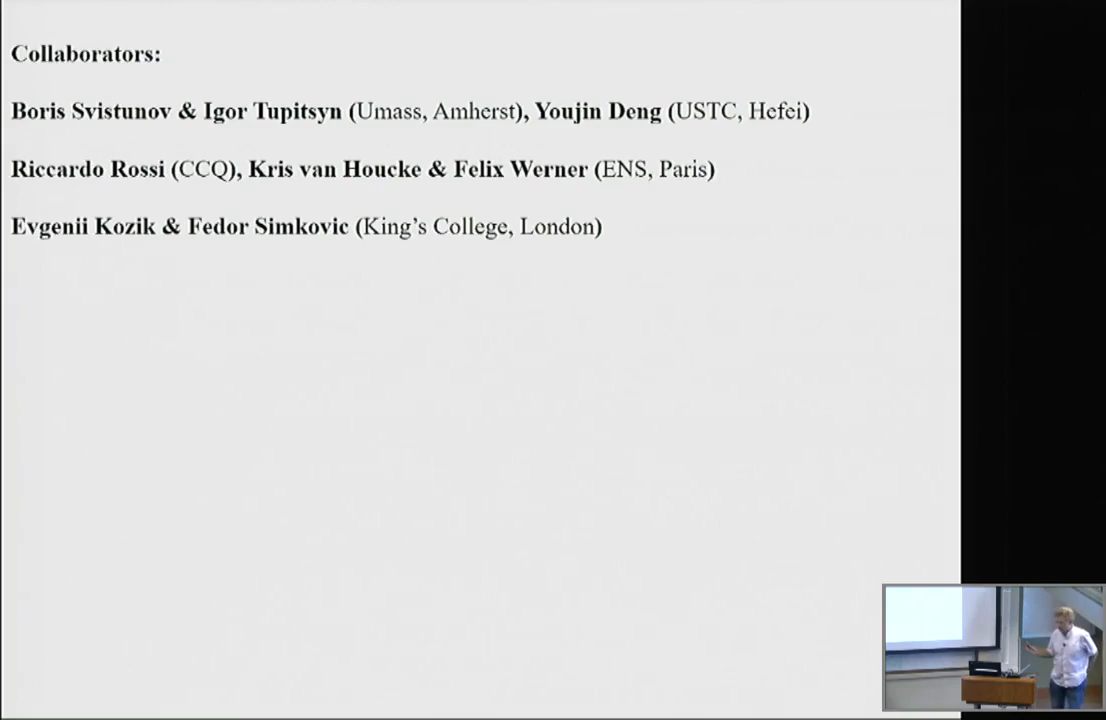 Collaborators:
Boris Svistunov & Igor Tupitsyn (Umass, Amherst), Youjin Deng (USTC, Hefei)
Riccardo Rossi (CCQ), Kris van Houcke & Felix Werner (ENS, Paris)
Evgenii Kozik & Fedor Simkovic (King's College, London)